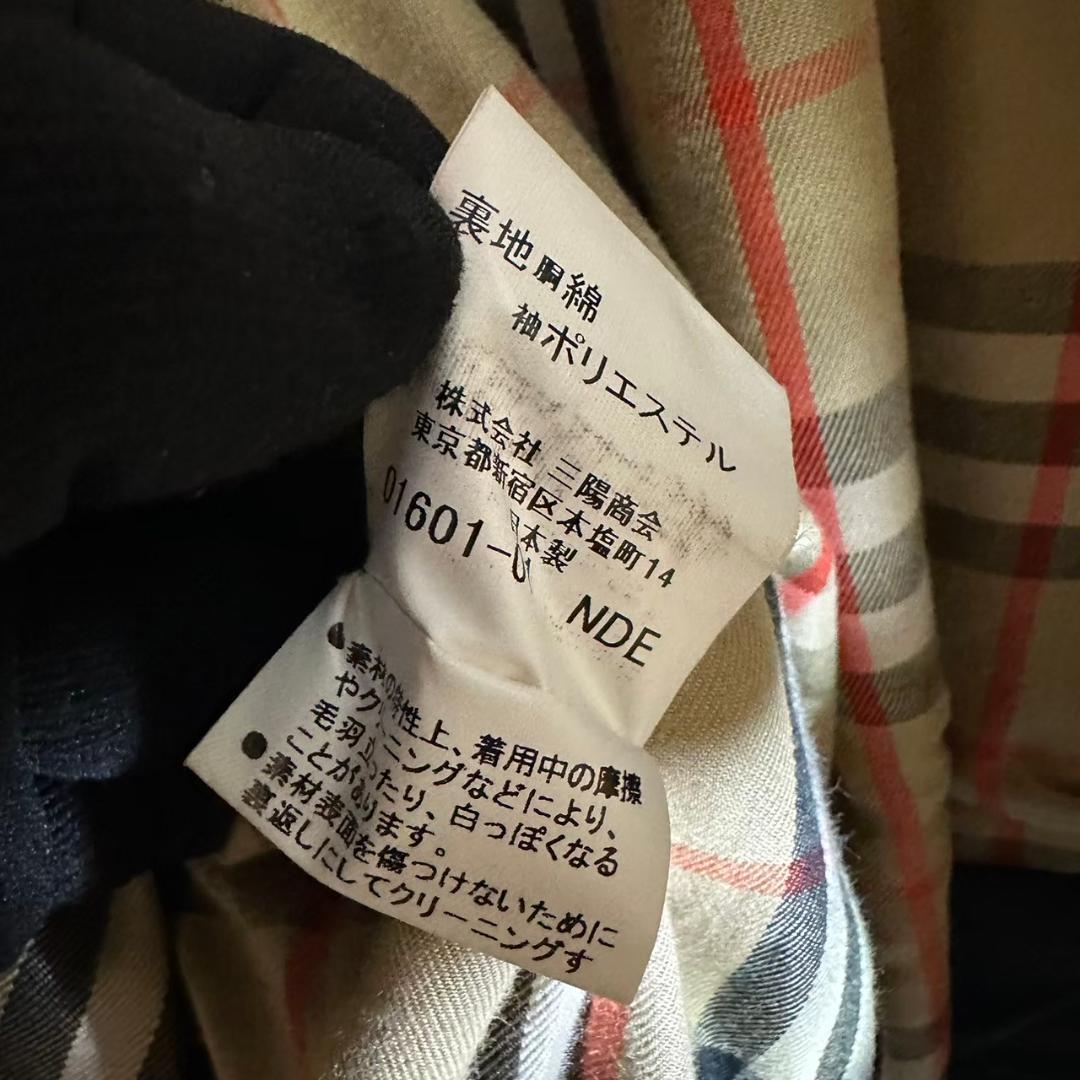 裏地胴綿
袖ポリエステル
株式会社 三陽商会
東京都新宿区本塩町14
日本製
01601-0 NDE
●素材の特性上、着用中の摩擦
やクリーニングなどにより、
毛羽立ったり、白っぽくなる
ことがあります。
●素材表面を傷つけないために
裏返しにしてクリーニングす